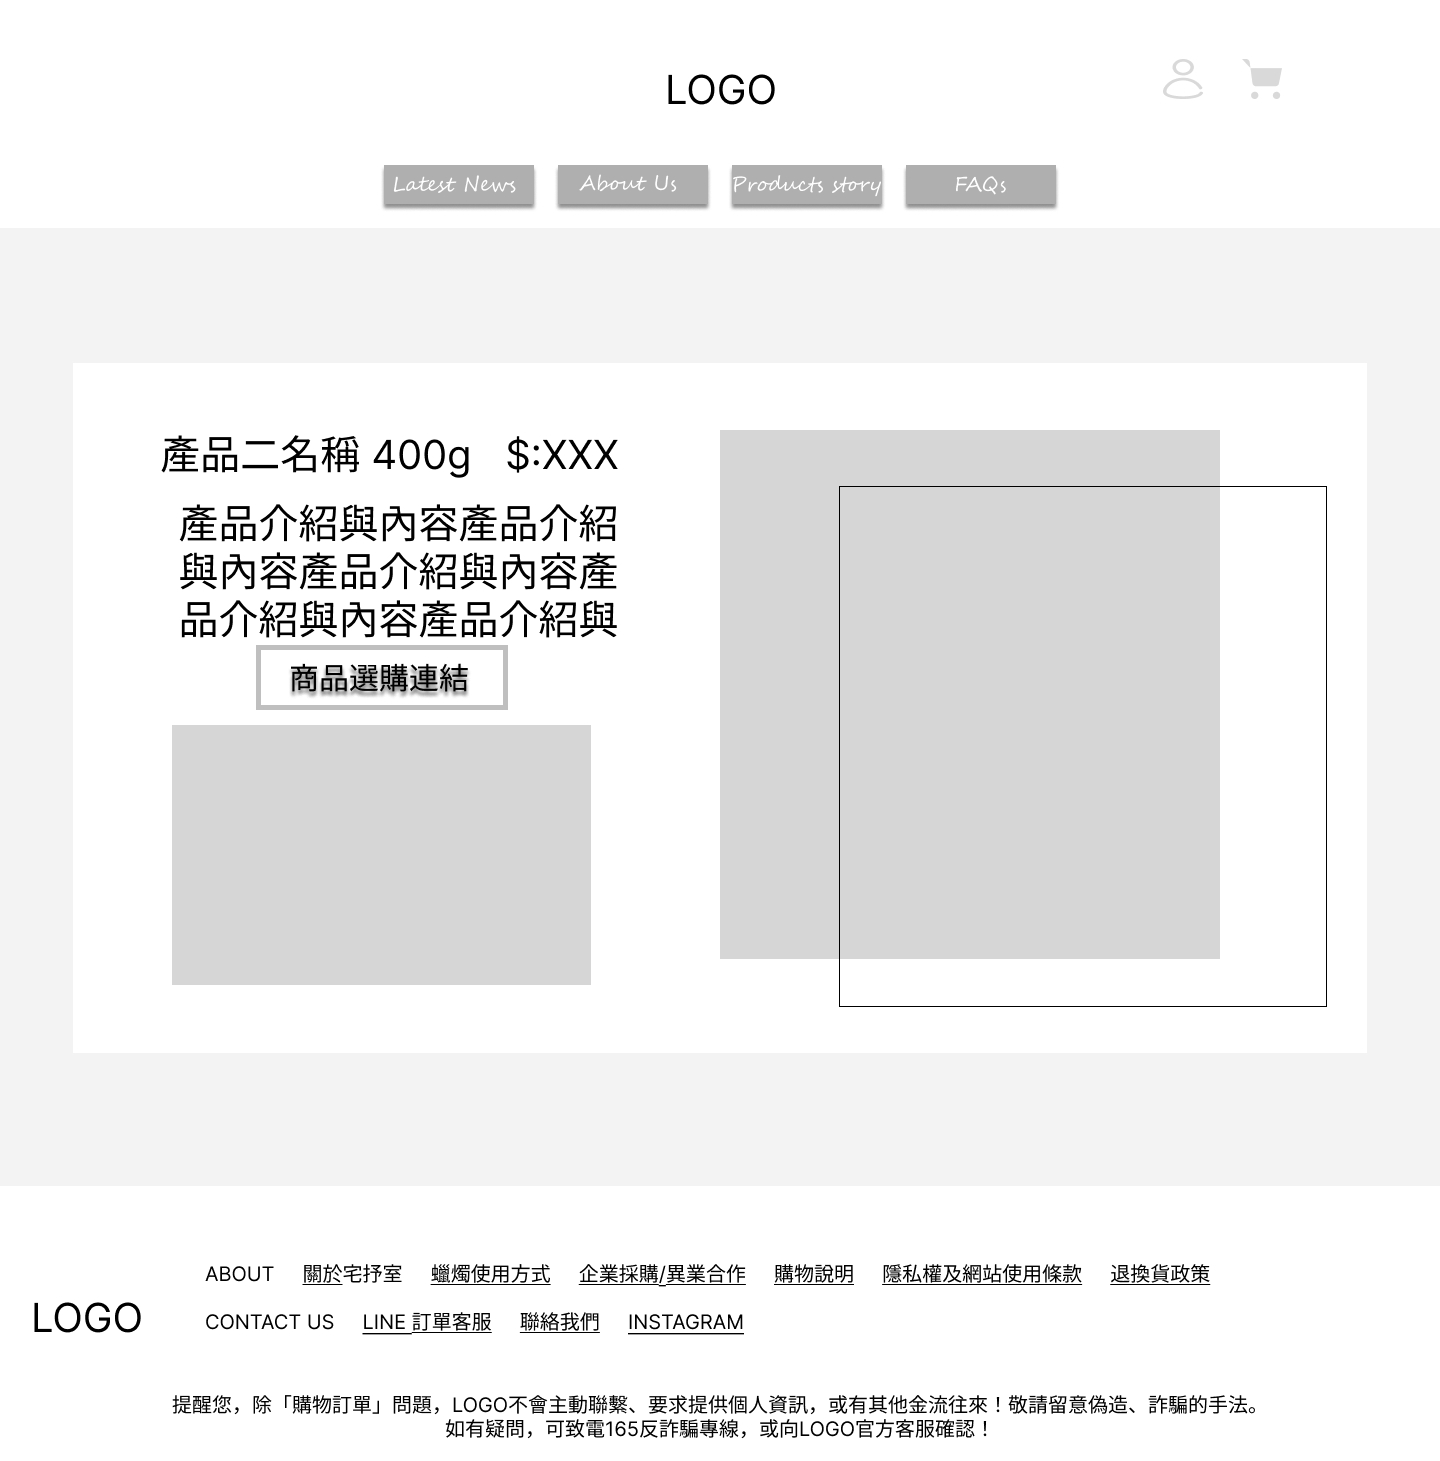 LOGO
Latest News About Us Products story FAQs
產品二名稱 400g $:XXX
產品介紹與內容產品介紹
與內容產品介紹與內容產
品介紹與內容產品介紹與
商品選購連結
ABOUT 關於宅抒室 蠟燭使用方式 企業採購/異業合作 購物說明 隱私權及網站使用條款 退換貨政策
LOGO
CONTACT US LINE 訂單客服 聯絡我們 INSTAGRAM
提醒您，除「購物訂單」問題，LOGO不會主動聯繫、要求提供個人資訊，或有其他金流往來！敬請留意偽造、詐騙的手法。
如有疑問，可致電165反詐騙專線，或向LOGO官方客服確認！